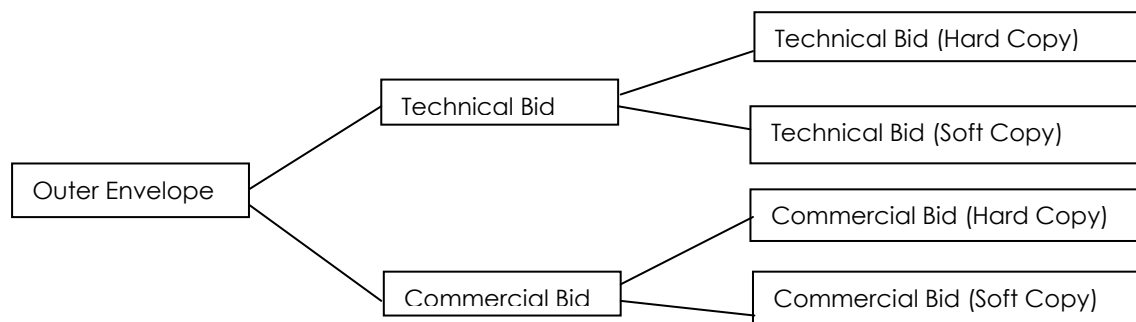 Technical Bid (Hard Copy)
Technical Bid
Technical Bid (Soft Copy)
Outer Envelope
Commercial Bid (Hard Copy)
Commercial Bid
Commercial Bid (Soft Copy)